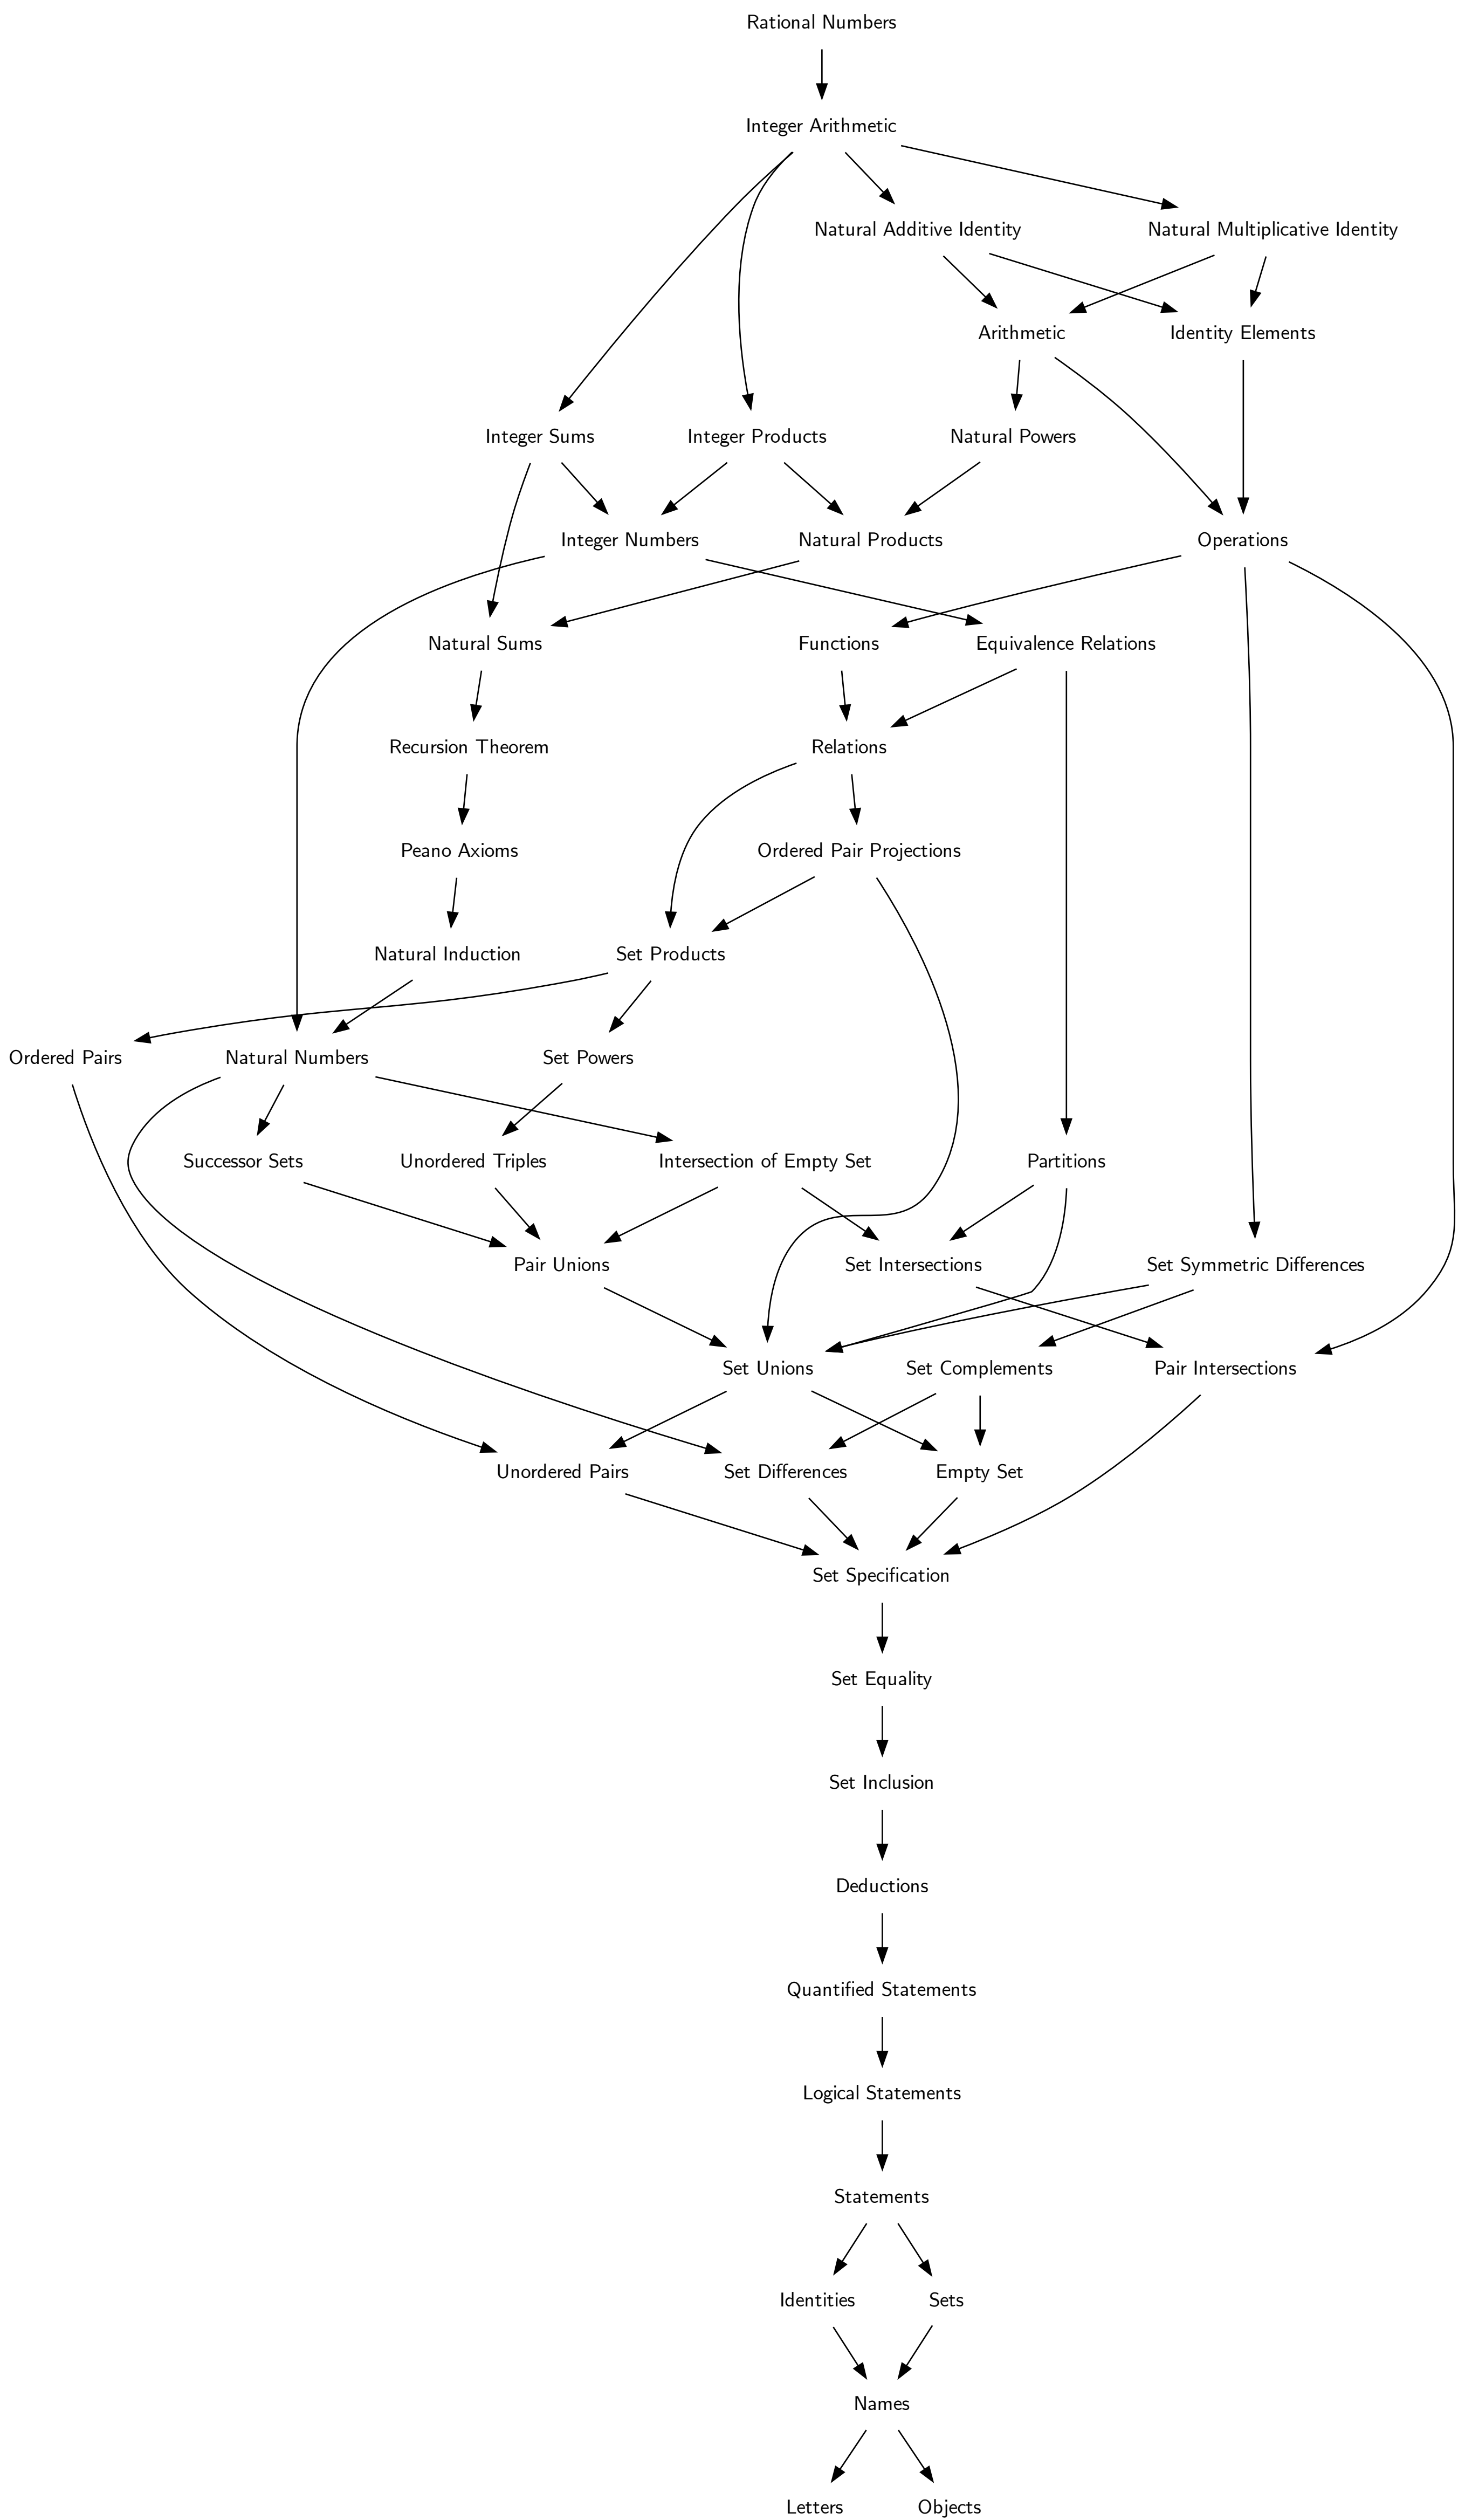 Rational Numbers
Integer Arithmetic
Natural Additive Identity
Natural Multiplicative Identity
Arithmetic
Identity Elements
Integer Sums
Integer Products
Natural Powers
Integer Numbers
Natural Products
Operations
Natural Sums
Functions
Equivalence Relations
Recursion Theorem
Relations
Peano Axioms
Ordered Pair Projections
Natural Induction
Set Products
Ordered Pairs
Natural Numbers
Set Powers
Successor Sets
Unordered Triples
Intersection of Empty Set
Partitions
Pair Unions
Set Intersections
Set Symmetric Differences
Set Unions
Set Complements
Pair Intersections
Unordered Pairs
Set Differences
Empty Set
Set Specification
Set Equality
Set Inclusion
Deductions
Quantified Statements
Logical Statements
Statements
Identities
Sets
Names
Letters
Objects